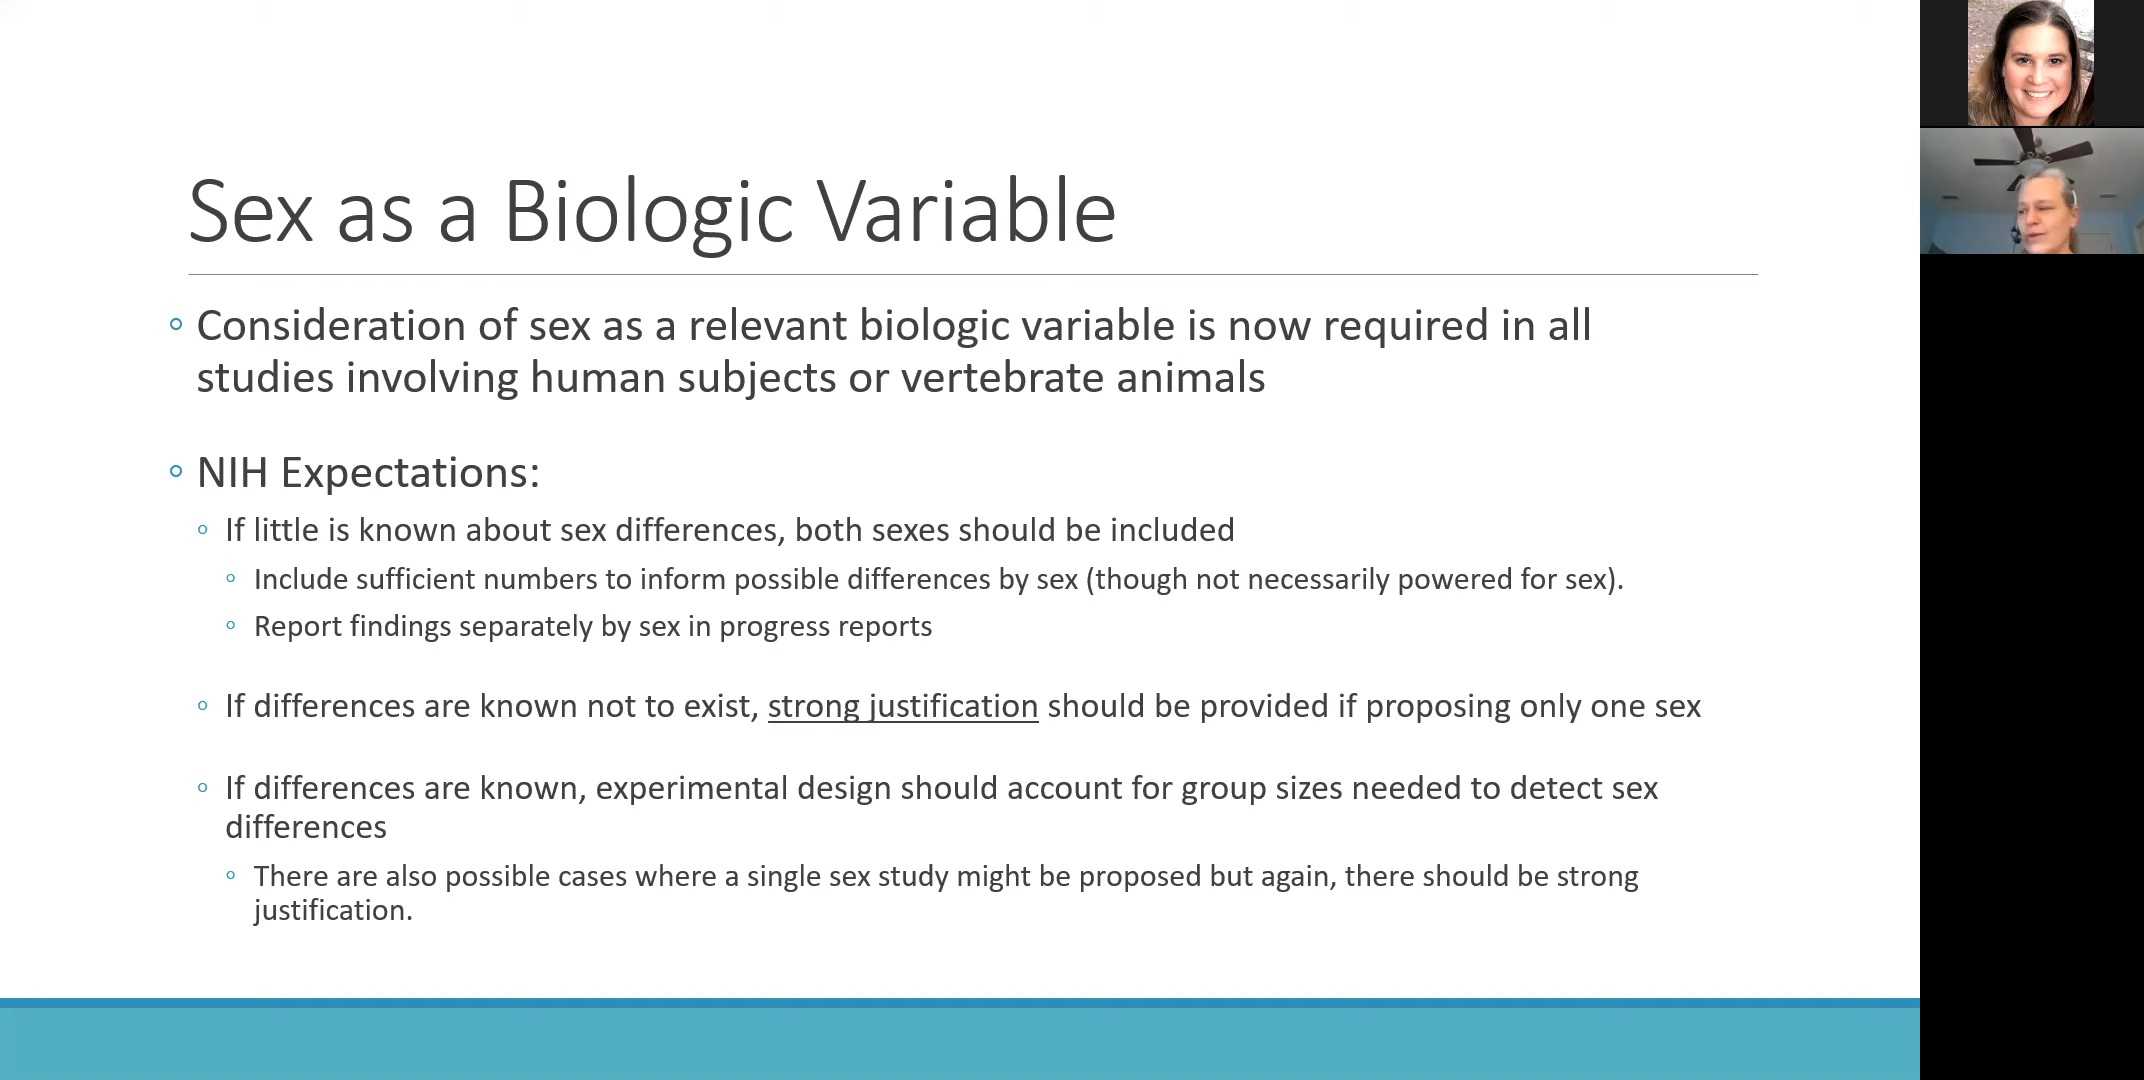 Sex as a Biologic Variable
Consideration of sex as a relevant biologic variable is now required in all
studies involving human subjects or vertebrate animals
NIH Expectations:
If little is known about sex differences, both sexes should be included
Include sufficient numbers to inform possible differences by sex (though not necessarily powered for sex).
Report findings separately by sex in progress reports
If differences are known not to exist, strong justification should be provided if proposing only one sex
If differences are known, experimental design should account for group sizes needed to detect sex
differences
There are also possible cases where a single sex study might be proposed but again, there should be strong
justification.